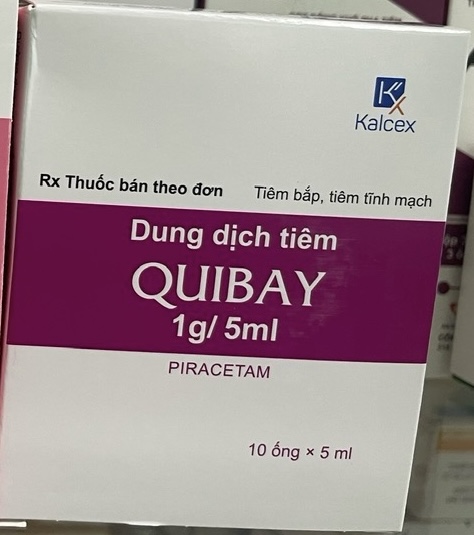 Kalcex
Rx Thuốc bán theo đơn Tiêm bắp, tiêm tĩnh mạch
Dung dịch tiêm
QUIBAY
1g/ 5ml
PIRACETAM
10 ống × 5 ml